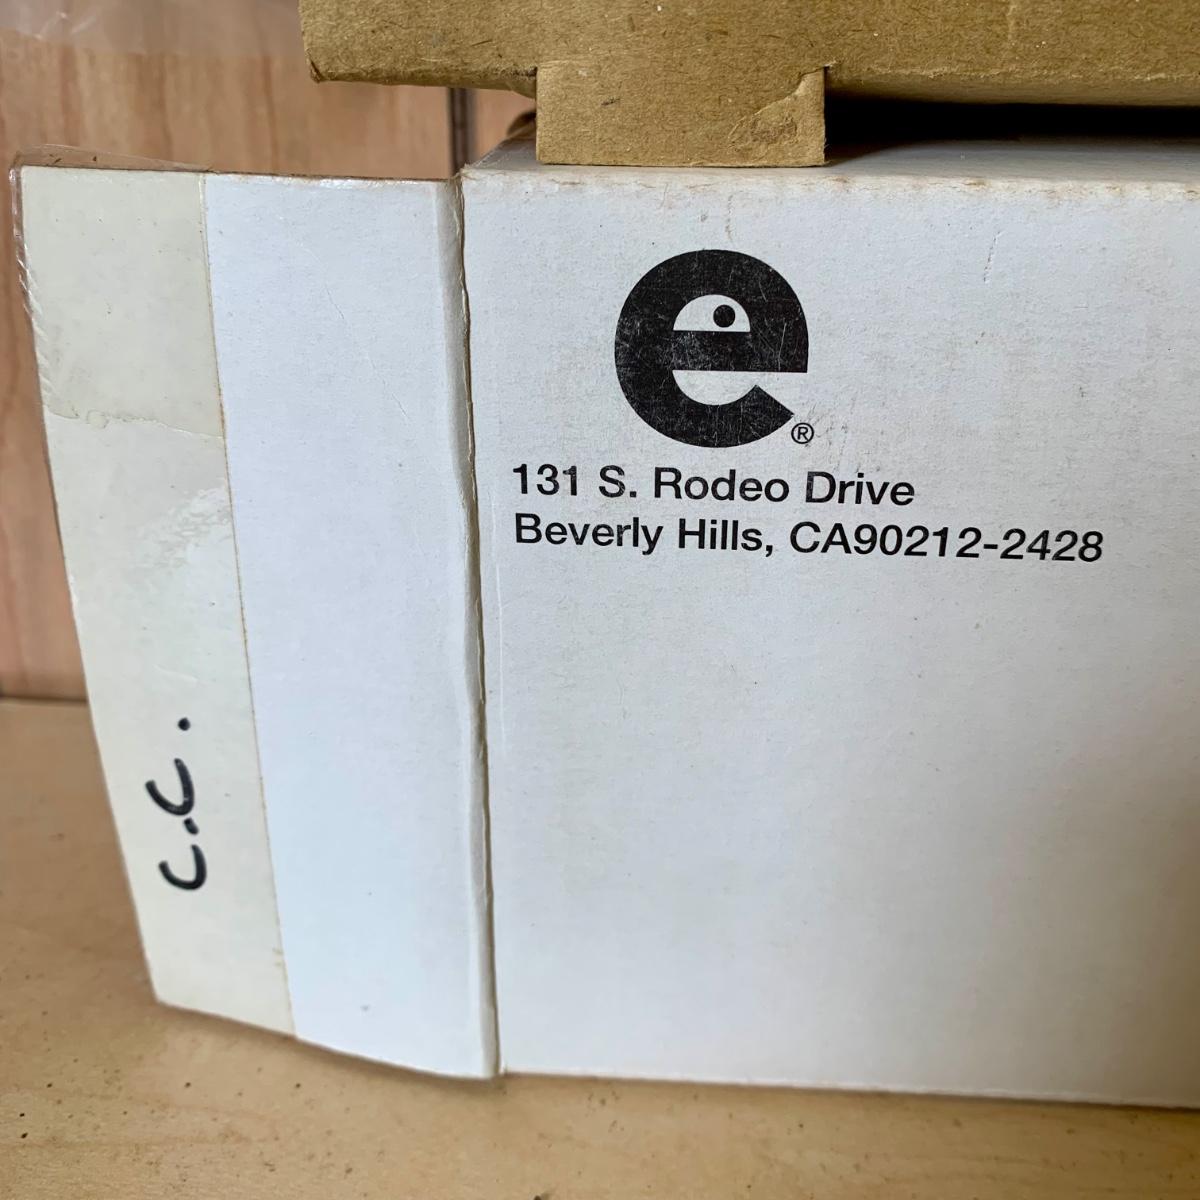 e®
131 S. Rodeo Drive
Beverly Hills, CA90212-2428
C.C.